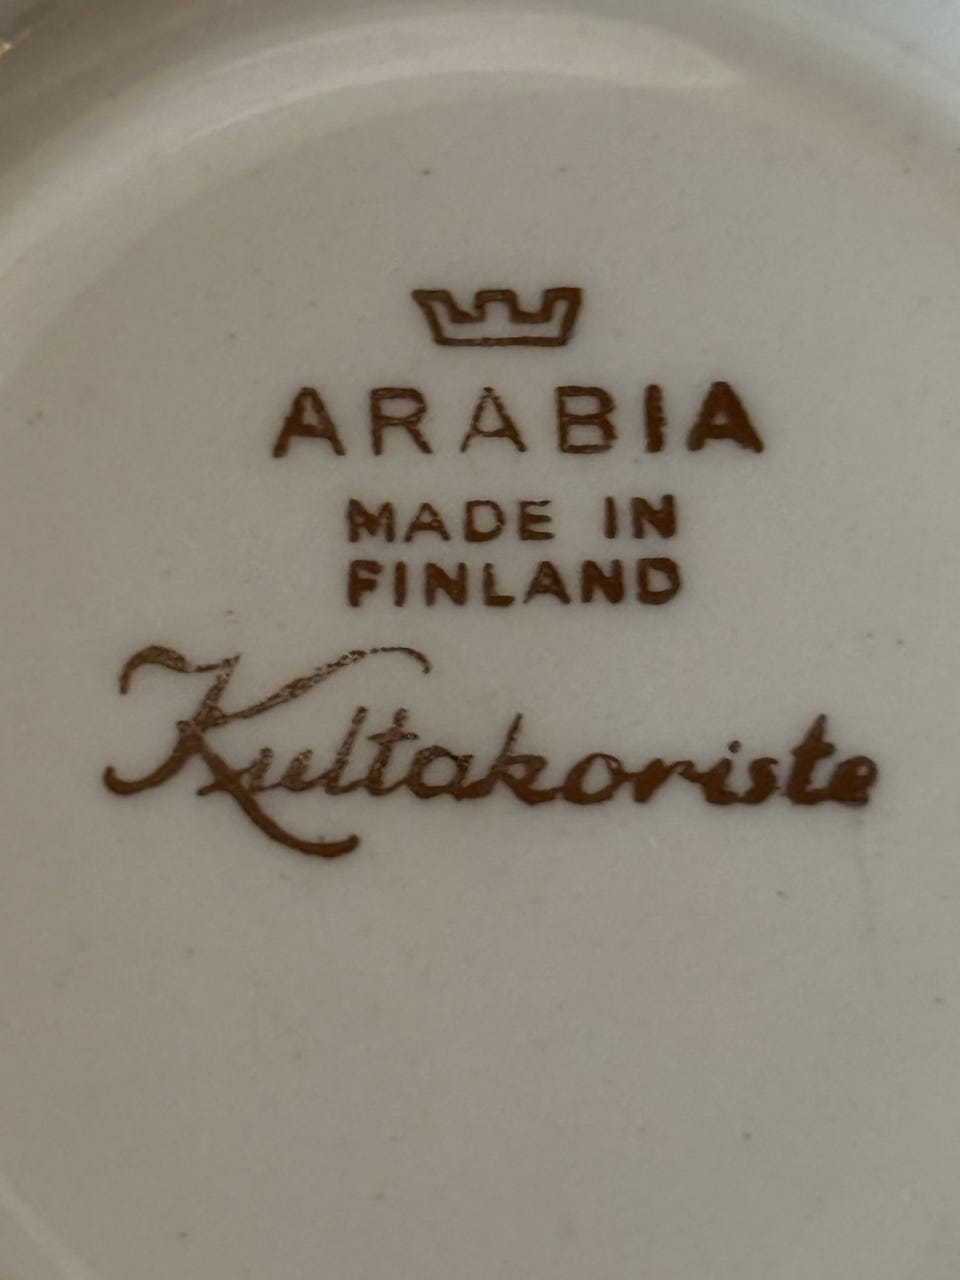 ARABIA
MADE IN
FINLAND
Kultakoriste